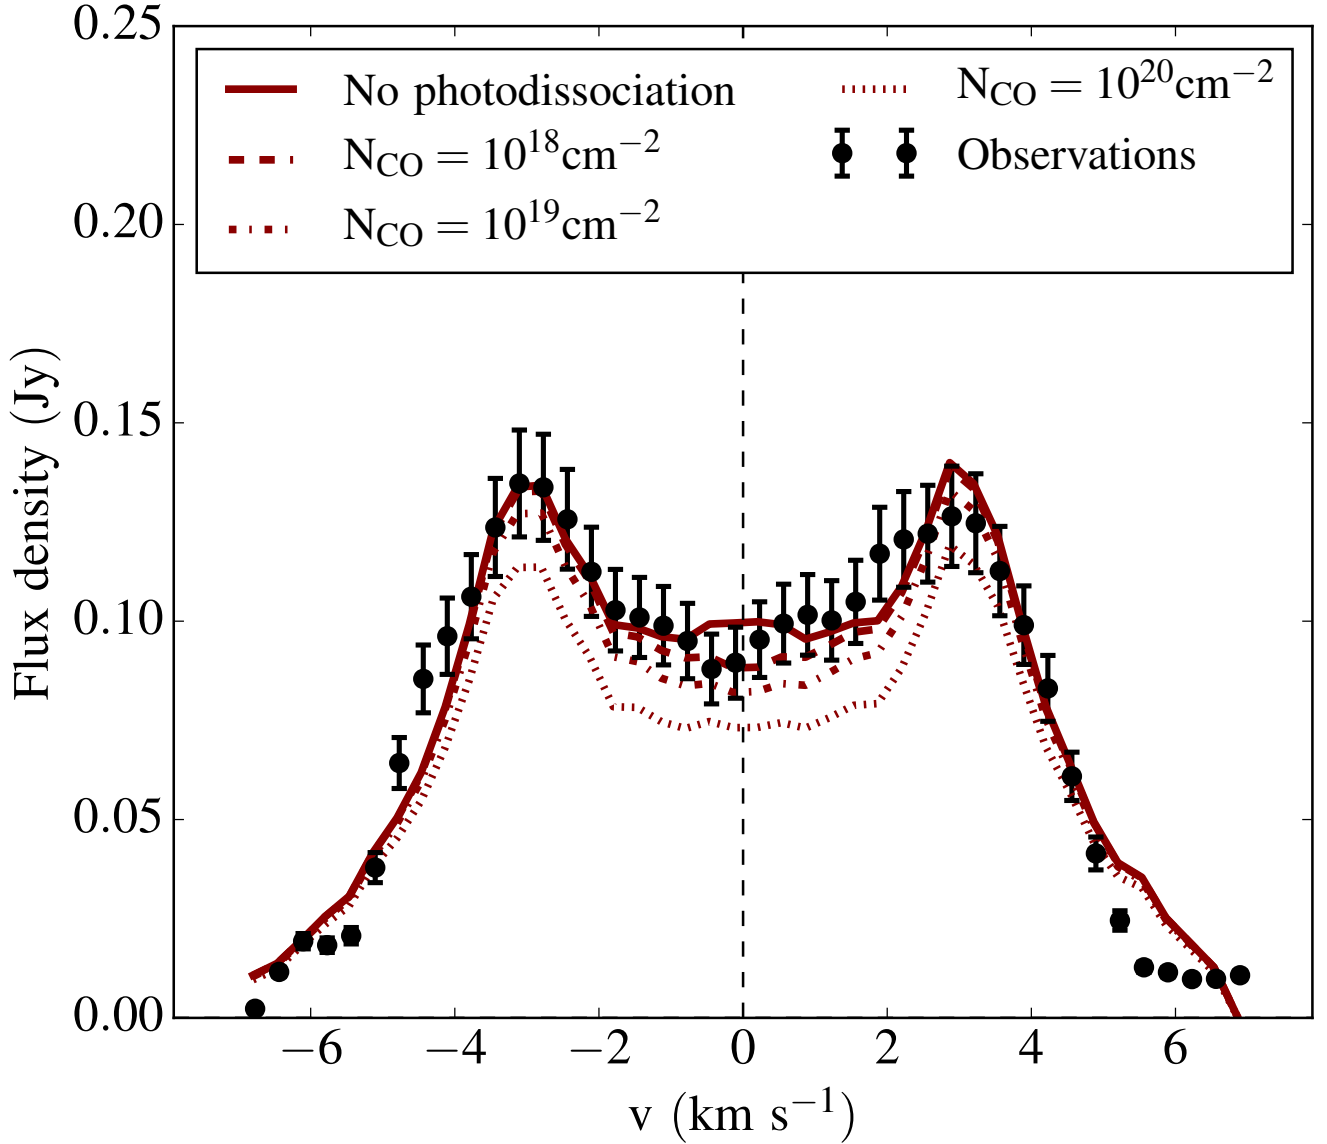 0.25
No photodissociation
N_CO = 10^18 cm^−2
N_CO = 10^19 cm^−2
N_CO = 10^20 cm^−2
Observations
0.20
0.15
0.10
0.05
0.00
Flux density (Jy)
−6 −4 −2 0 2 4 6
v (km s^−1)